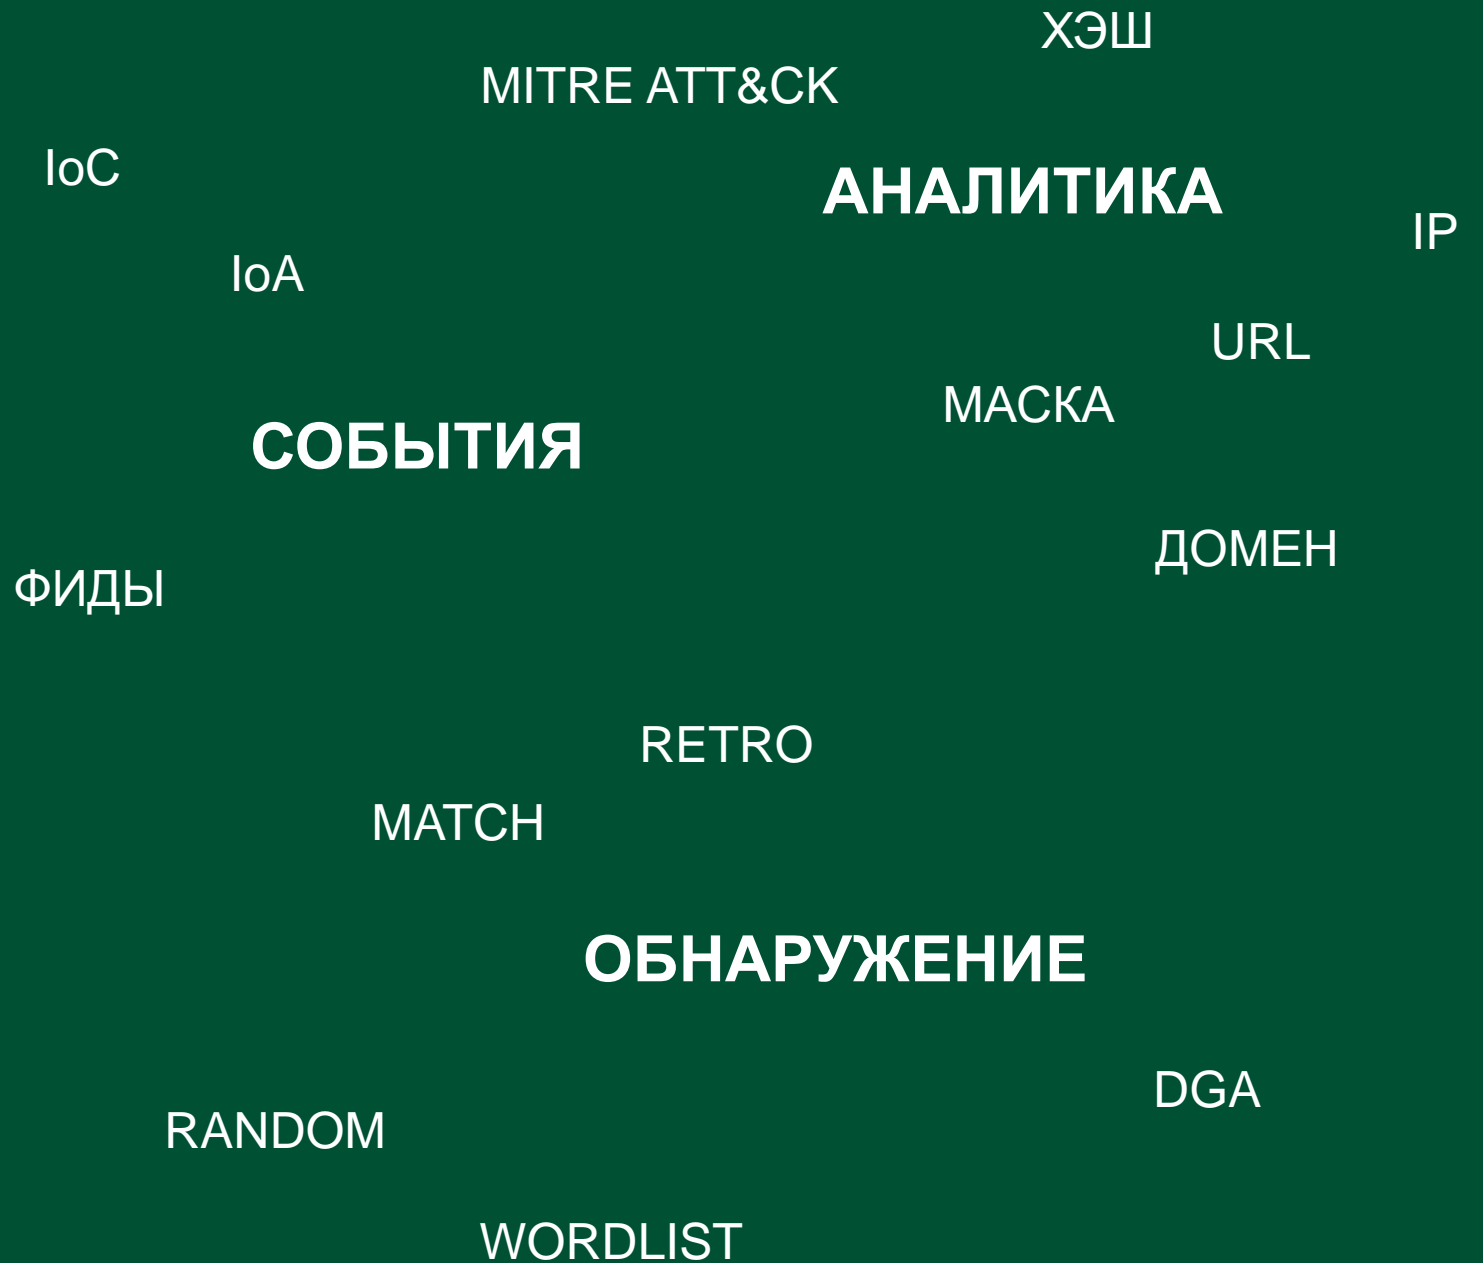 ХЭШ
MITRE ATT&CK
IoC
АНАЛИТИКА
IP
IoA
URL
МАСКА
СОБЫТИЯ
ДОМЕН
ФИДЫ
RETRO
MATCH
ОБНАРУЖЕНИЕ
DGA
RANDOM
WORDLIST